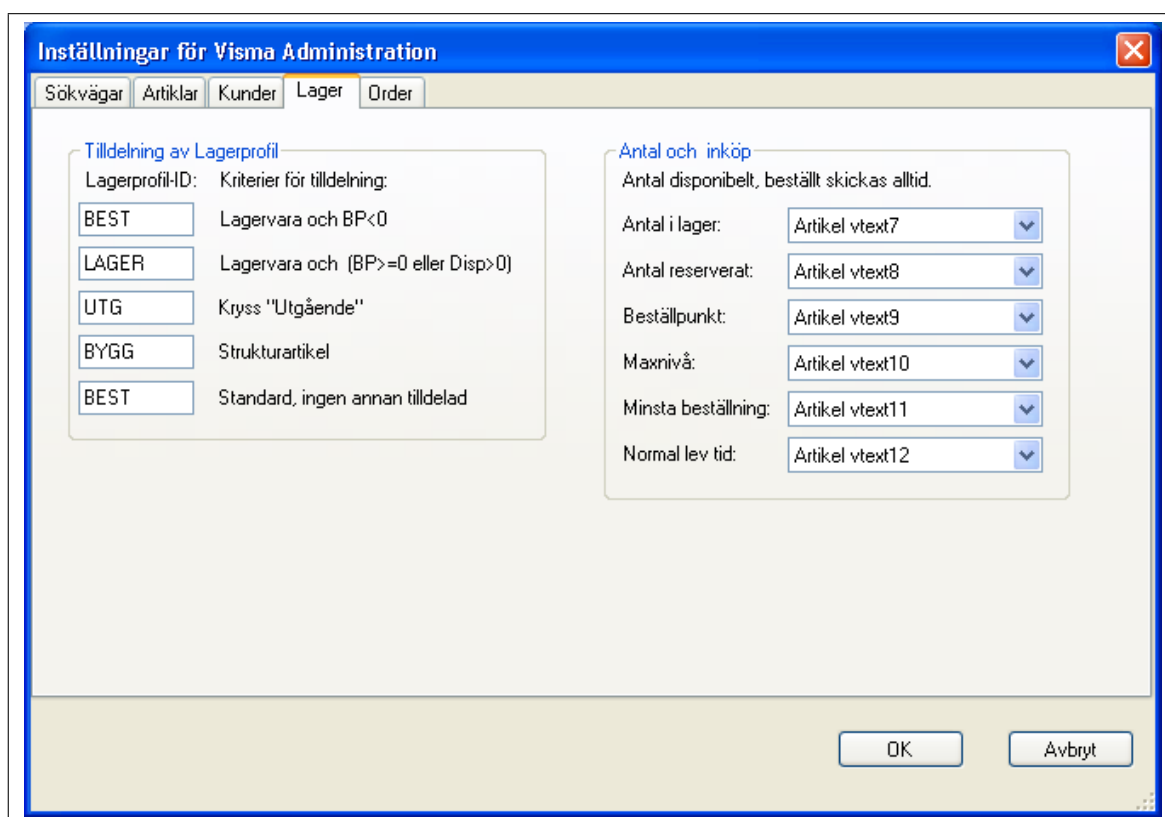 Inställningar för Visma Administration
Sökvägar Artiklar Kunder Lager Order
Tilldelning av Lagerprofil
Lagerprofil-ID: Kriterier för tilldelning:
BEST Lagervara och BP<0
LAGER Lagervara och (BP>=0 eller Disp>0)
UTG Kryss "Utgående"
BYGG Strukturartikel
BEST Standard, ingen annan tilldelad
Antal och inköp
Antal disponibelt, beställt skickas alltid.
Antal i lager: Artikel vtext7
Antal reserverat: Artikel vtext8
Beställpunkt: Artikel vtext9
Maxnivå: Artikel vtext10
Minsta beställning: Artikel vtext11
Normal lev tid: Artikel vtext12
OK Avbryt